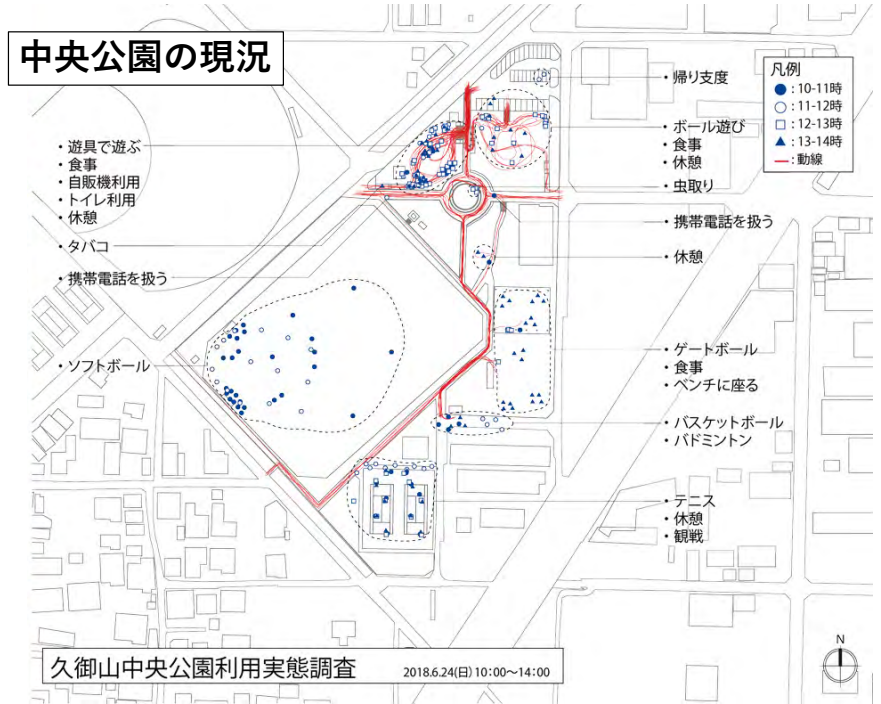 中央公園の現況
・遊具で遊ぶ
・食事
・自販機利用
・トイレ利用
・休憩
・タバコ
・携帯電話を扱う
・ソフトボール
・帰り支度
・ボール遊び
・食事
・休憩
・虫取り
・携帯電話を扱う
・休憩
・ゲートボール
・食事
・ベンチに座る
・バスケットボール
・バドミントン
・テニス
・休憩
・観戦
凡例
●：10-11時
○：11-12時
□：12-13時
▲：13-14時
―：動線
N
久御山中央公園利用実態調査 2018.6.24(日)10:00～14:00